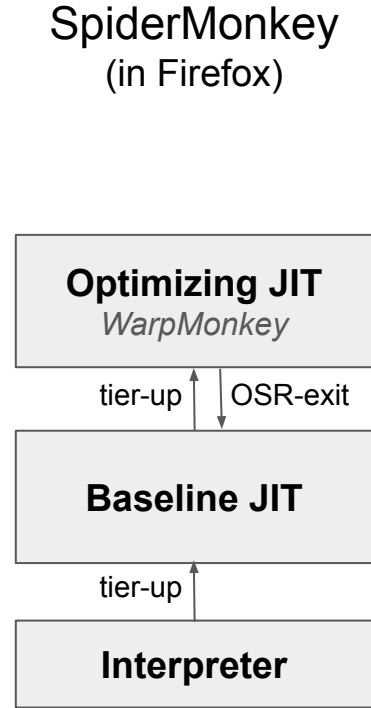 SpiderMonkey
(in Firefox)
Optimizing JIT
WarpMonkey
tier-up OSR-exit
Baseline JIT
tier-up
Interpreter